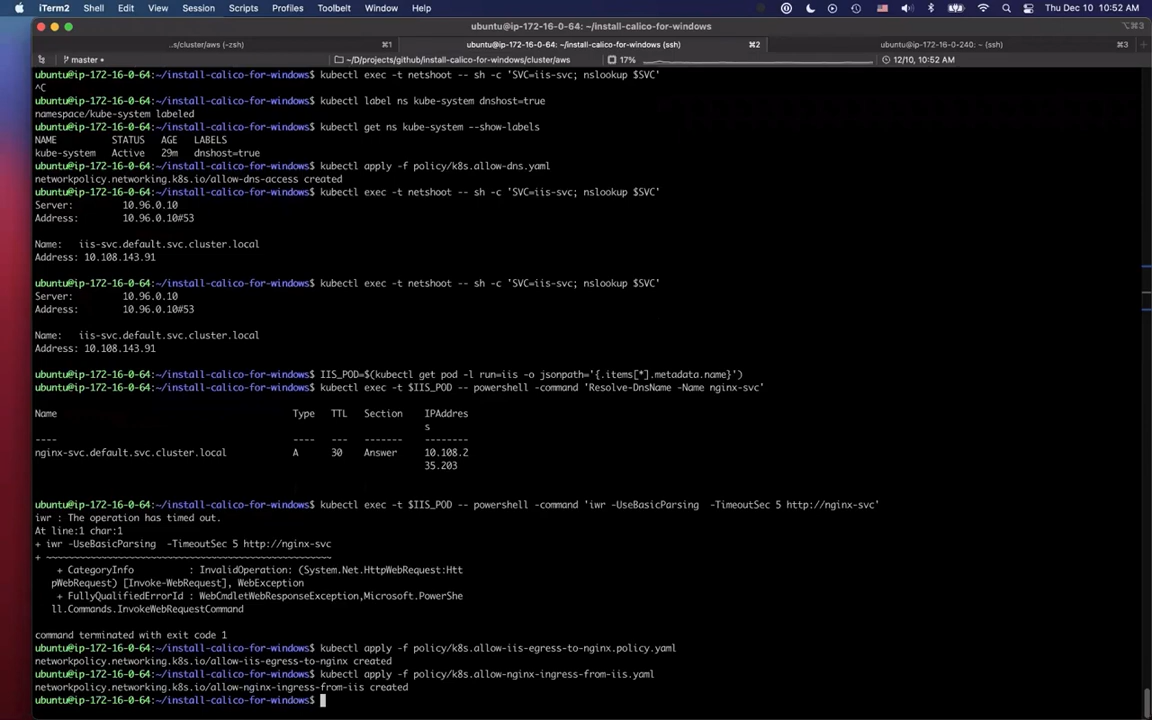 iTerm2 Shell Edit View Session Scripts Profiles Toolbelt Window Help Thu Dec 10 10:52 AM
ubuntu@ip-172-16-0-64: ~/install-calico-for-windows ⌥⌘3
..s/cluster/aws (-zsh) ⌘1 ubuntu@ip-172-16-0-64: ~/install-calico-for-windows (ssh) ⌘2 ubuntu@ip-172-16-0-240: ~ (ssh) ⌘3
master ~/D/projects/github/install-calico-for-windows/cluster/aws 17% 12/10, 10:52 AM
ubuntu@ip-172-16-0-64:~/install-calico-for-windows$ kubectl exec -t netshoot -- sh -c 'SVC=iis-svc; nslookup $SVC'
^C
ubuntu@ip-172-16-0-64:~/install-calico-for-windows$ kubectl label ns kube-system dnshost=true
namespace/kube-system labeled
ubuntu@ip-172-16-0-64:~/install-calico-for-windows$ kubectl get ns kube-system --show-labels
NAME STATUS AGE LABELS
kube-system Active 29m dnshost=true
ubuntu@ip-172-16-0-64:~/install-calico-for-windows$ kubectl apply -f policy/k8s.allow-dns.yaml
networkpolicy.networking.k8s.io/allow-dns-access created
ubuntu@ip-172-16-0-64:~/install-calico-for-windows$ kubectl exec -t netshoot -- sh -c 'SVC=iis-svc; nslookup $SVC'
Server: 10.96.0.10
Address: 10.96.0.10#53
Name: iis-svc.default.svc.cluster.local
Address: 10.108.143.91
ubuntu@ip-172-16-0-64:~/install-calico-for-windows$ kubectl exec -t netshoot -- sh -c 'SVC=iis-svc; nslookup $SVC'
Server: 10.96.0.10
Address: 10.96.0.10#53
Name: iis-svc.default.svc.cluster.local
Address: 10.108.143.91
ubuntu@ip-172-16-0-64:~/install-calico-for-windows$ IIS_POD=$(kubectl get pod -l run=iis -o jsonpath='{.items[*].metadata.name}')
ubuntu@ip-172-16-0-64:~/install-calico-for-windows$ kubectl exec -t $IIS_POD -- powershell -command 'Resolve-DnsName -Name nginx-svc'
Name Type TTL Section IPAddres
s
---- ---- --- ------- --------
nginx-svc.default.svc.cluster.local A 30 Answer 10.108.2
35.203
ubuntu@ip-172-16-0-64:~/install-calico-for-windows$ kubectl exec -t $IIS_POD -- powershell -command 'iwr -UseBasicParsing -TimeoutSec 5 http://nginx-svc'
iwr : The operation has timed out.
At line:1 char:1
+ iwr -UseBasicParsing -TimeoutSec 5 http://nginx-svc
+ ~~~~~~~~~~~~~~~~~~~~~~~~~~~~~~~~~~~~~~~~~~~~~~~~~~~
+ CategoryInfo : InvalidOperation: (System.Net.HttpWebRequest:Htt
pWebRequest) [Invoke-WebRequest], WebException
+ FullyQualifiedErrorId : WebCmdletWebResponseException,Microsoft.PowerShe
ll.Commands.InvokeWebRequestCommand
command terminated with exit code 1
ubuntu@ip-172-16-0-64:~/install-calico-for-windows$ kubectl apply -f policy/k8s.allow-iis-egress-to-nginx.policy.yaml
networkpolicy.networking.k8s.io/allow-iis-egress-to-nginx created
ubuntu@ip-172-16-0-64:~/install-calico-for-windows$ kubectl apply -f policy/k8s.allow-nginx-ingress-from-iis.yaml
networkpolicy.networking.k8s.io/allow-nginx-ingress-from-iis created
ubuntu@ip-172-16-0-64:~/install-calico-for-windows$